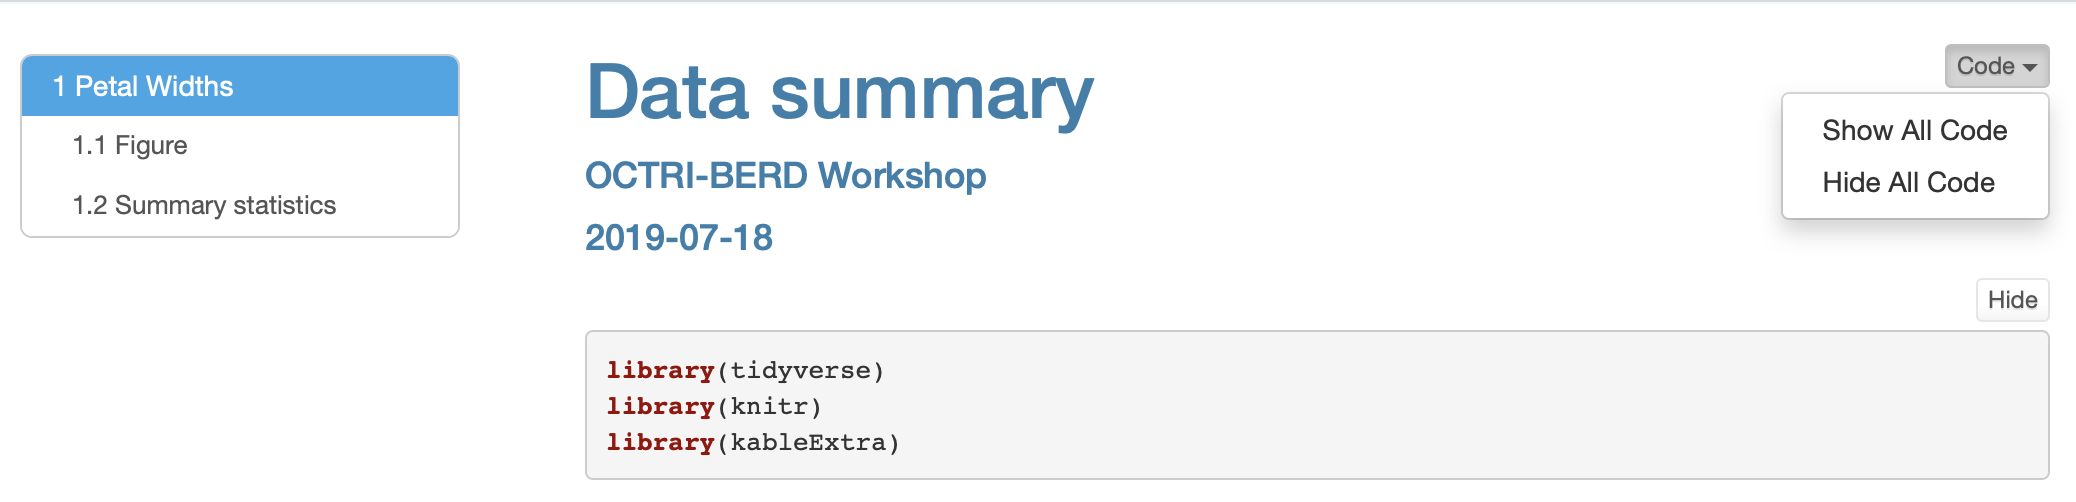 1 Petal Widths
1.1 Figure
1.2 Summary statistics
Data summary
OCTRI-BERD Workshop
2019-07-18
Code
Show All Code
Hide All Code
Hide
library(tidyverse)
library(knitr)
library(kableExtra)